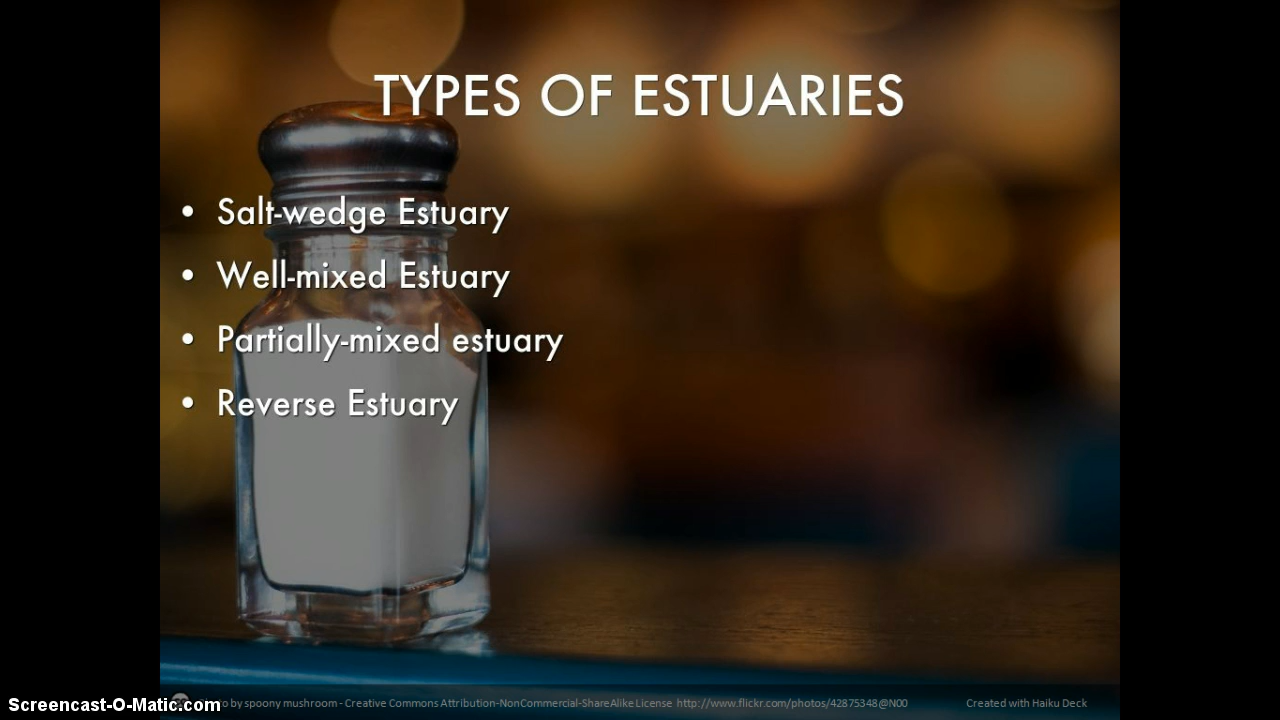 TYPES OF ESTUARIES
• Salt-wedge Estuary
• Well-mixed Estuary
• Partially-mixed estuary
• Reverse Estuary
by spoony mushroom - Creative Commons Attribution-NonCommercial-ShareAlike License http://www.flickr.com/photos/42875348@N00
Created with Haiku Deck
Screencast-O-Matic.com